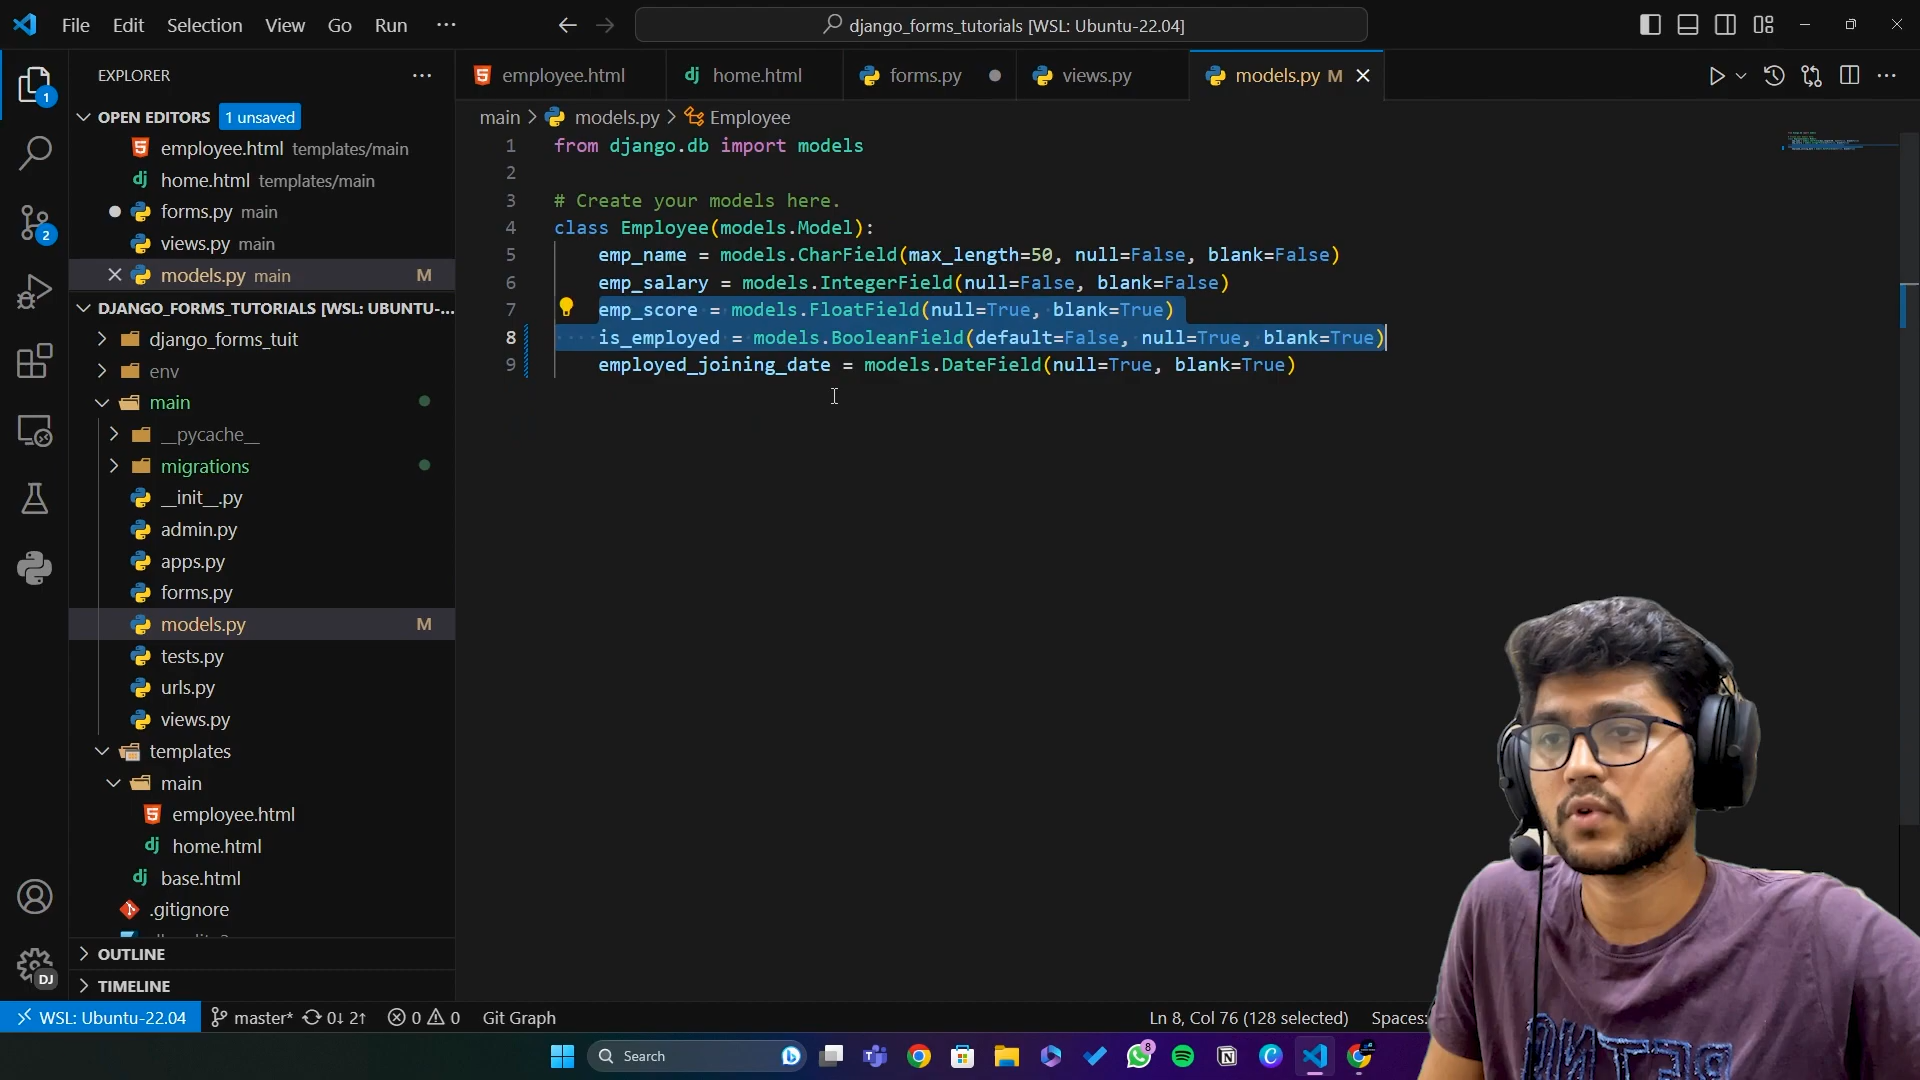 File Edit Selection View Go Run ···
django_forms_tutorials [WSL: Ubuntu-22.04]
EXPLORER
employee.html
home.html
forms.py
views.py
models.py M
1
OPEN EDITORS 1 unsaved
main > models.py > Employee
employee.html templates/main
home.html templates/main
forms.py main
views.py main
models.py main M
DJANGO_FORMS_TUTORIALS [WSL: UBUNTU-...
django_forms_tuit
env
main
__pycache__
migrations
__init__.py
admin.py
apps.py
forms.py
models.py M
tests.py
urls.py
views.py
templates
main
employee.html
home.html
base.html
.gitignore
OUTLINE
TIMELINE
2
DJ
1 from django.db import models
2
3 # Create your models here.
4 class Employee(models.Model):
5 emp_name = models.CharField(max_length=50, null=False, blank=False)
6 emp_salary = models.IntegerField(null=False, blank=False)
7 emp_score = models.FloatField(null=True, blank=True)
8 is_employed = models.BooleanField(default=False, null=True, blank=True)
9 employed_joining_date = models.DateField(null=True, blank=True)
WSL: Ubuntu-22.04 master* 0↓ 2↑ 0 0 Git Graph
Ln 8, Col 76 (128 selected) Spaces:
Search
8